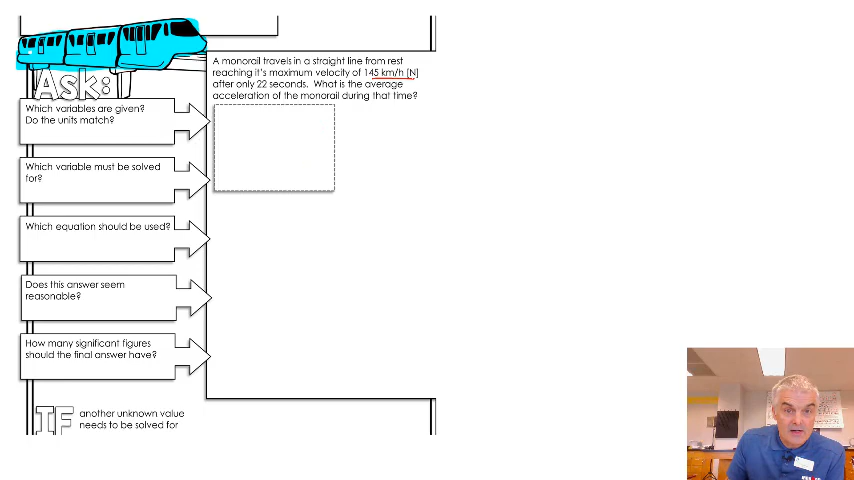 A monorail travels in a straight line from rest
reaching it's maximum velocity of 145 km/h [N]
after only 22 seconds. What is the average
acceleration of the monorail during that time?
Ask:
Which variables are given?
Do the units match?
Which variable must be solved
for?
Which equation should be used?
Does this answer seem
reasonable?
How many significant figures
should the final answer have?
IF another unknown value
needs to be solved for